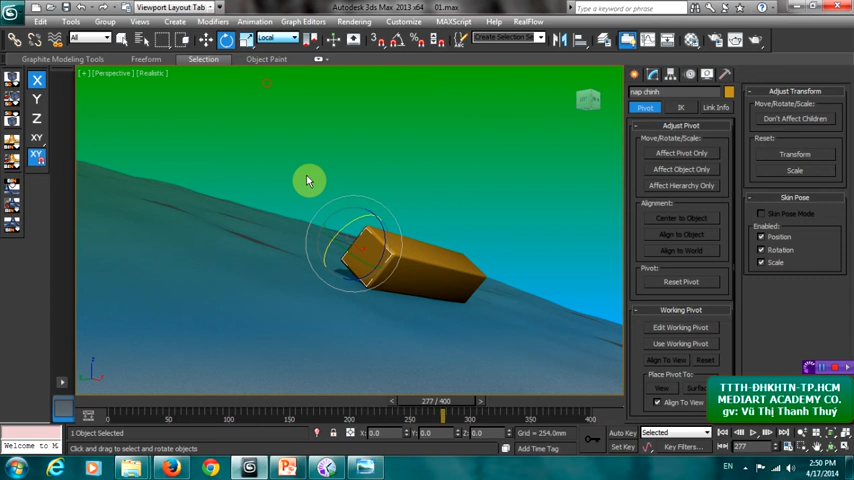 Viewport Layout Tab
Autodesk 3ds Max 2013 x64
01.max
Type a keyword or phrase
Edit Tools Group Views Create Modifiers Animation Graph Editors Rendering Customize MAXScript Help RealFlow
All
Local
Create Selection Se
Graphite Modeling Tools Freeform Selection Object Paint
[ + ] [ Perspective ] [ Realistic ]
X
Y
Z
XY
XY
nap chinh
Pivot IK Link Info
Adjust Pivot
Move/Rotate/Scale:
Affect Pivot Only
Affect Object Only
Affect Hierarchy Only
Alignment:
Center to Object
Align to Object
Align to World
Pivot:
Reset Pivot
Working Pivot
Edit Working Pivot
Use Working Pivot
Align To View Reset
Place Pivot To:
View Surfac
Align To View
Adjust Transform
Move/Rotate/Scale:
Don't Affect Children
Reset:
Transform
Scale
Skin Pose
Skin Pose Mode
Enabled:
Position
Rotation
Scale
TTTH-ĐHKHTN-TP.HCM
MEDIART ACADEMY CO.
gv: Vũ Thị Thanh Thuý
z
x
< 277 / 400 >
0 50 100 150 200 250 300 350 400
1 Object Selected
X: 0.0 Y: 0.0 Z: 0.0
Grid = 254.0mm
Auto Key Selected
Welcome to M
Click and drag to select and rotate objects
Add Time Tag
Set Key Key Filters...
277
EN
2:50 PM
4/17/2014